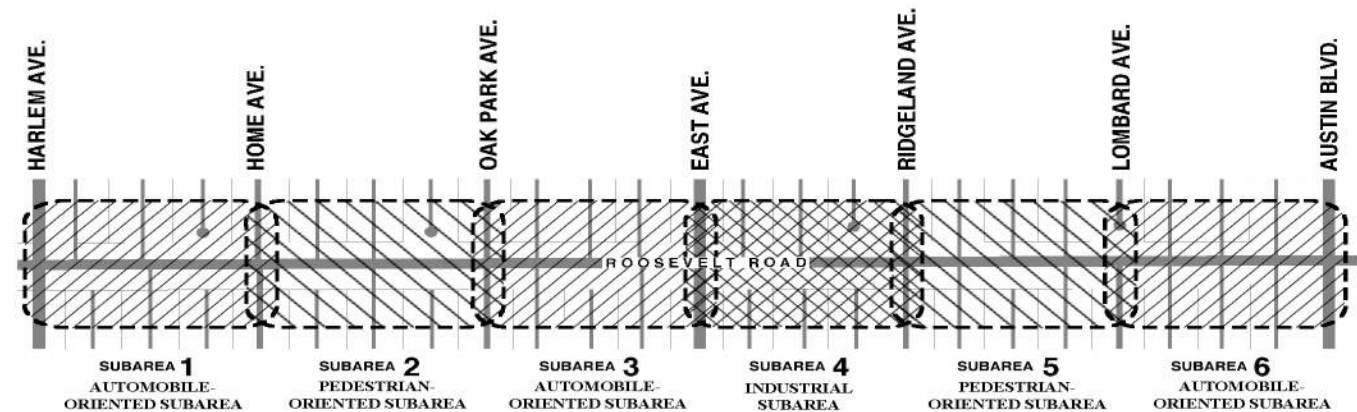 HARLEM AVE.
HOME AVE.
OAK PARK AVE.
EAST AVE.
RIDGELAND AVE.
LOMBARD AVE.
AUSTIN BLVD.
ROOSEVELT ROAD
SUBAREA 1
AUTOMOBILE-
ORIENTED SUBAREA
SUBAREA 2
PEDESTRIAN-
ORIENTED SUBAREA
SUBAREA 3
AUTOMOBILE-
ORIENTED SUBAREA
SUBAREA 4
INDUSTRIAL
SUBAREA
SUBAREA 5
PEDESTRIAN-
ORIENTED SUBAREA
SUBAREA 6
AUTOMOBILE-
ORIENTED SUBAREA